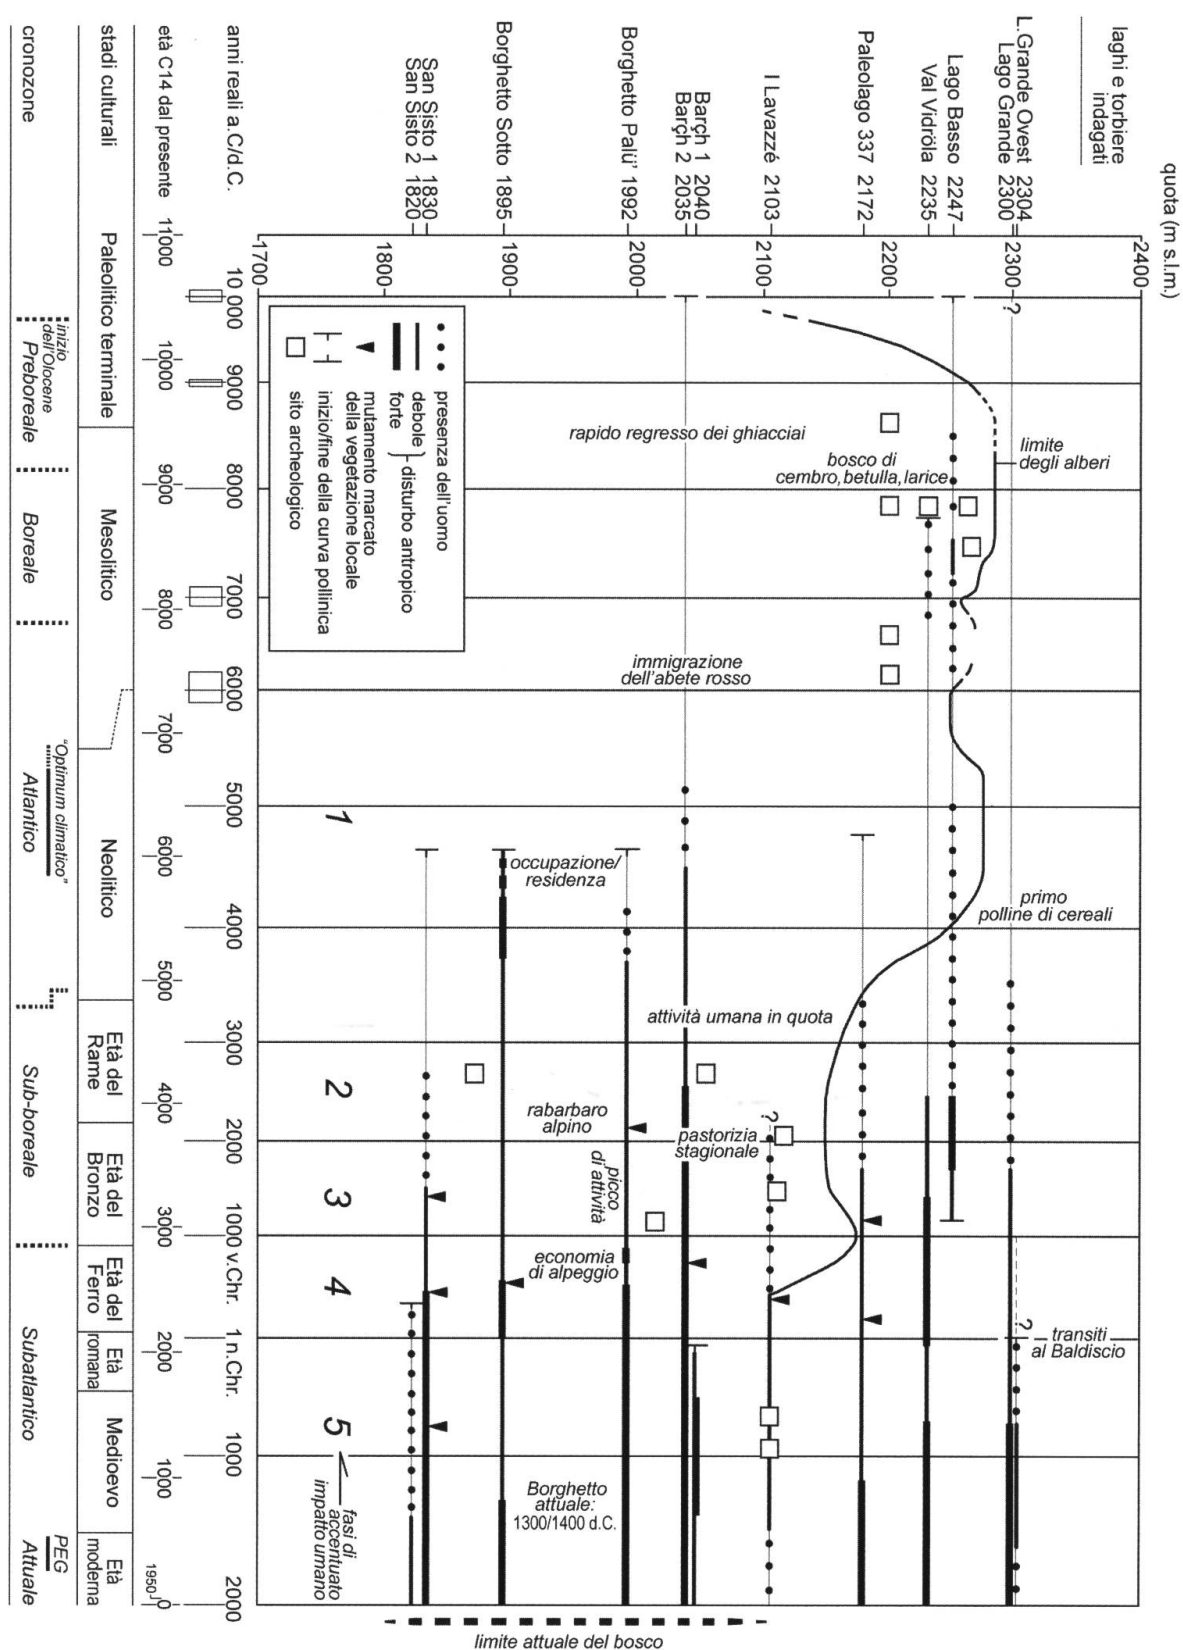 quota (m s.l.m.)
laghi e torbiere
indagati
L.Grande Ovest 2304
Lago Grande 2300
Lago Basso 2247
Val Vidröla 2235
Paleolago 337 2172
I Lavazzé 2103
Barçh 1 2040
Barçh 2 2035
Borghetto Palü' 1992
Borghetto Sotto 1895
San Sisto 1 1830
San Sisto 2 1820
2400
2300
2200
2100
2000
1900
1800
1700
?
limite
degli alberi
bosco di
cembro, betulla, larice
rapido regresso dei ghiacciai
immigrazione
dell'abete rosso
presenza dell'uomo
debole
forte
disturbo antropico
mutamento marcato
della vegetazione locale
inizio/fine della curva pollinica
sito archeologico
primo
polline di cereali
occupazione/
residenza
attività umana in quota
rabarbaro
alpino
pastorizia
stagionale
?
picco
di attività
economia
di alpeggio
?
transiti
al Baldiscio
Borghetto
attuale:
1300/1400 d.C.
1
2
3
4
5
fasi di
accentuato
impatto umano
limite attuale del bosco
anni reali a.C/d.C.
10 000
9000
8000
7000
6000
5000
4000
3000
2000
1000 v.Chr.
1 n.Chr.
1000
2000
età C14 dal presente
11000
10000
9000
8000
7000
6000
5000
4000
3000
2000
1000
1950
0
stadi culturali
Paleolitico terminale
Mesolitico
Neolitico
Età del
Rame
Età del
Bronzo
Età del
Ferro
Età
romana
Medioevo
Età
moderna
cronozone
inizio
dell'Olocene
Preboreale
Boreale
"Optimum climatico"
Atlantico
Sub-boreale
Subatlantico
PEG
Attuale